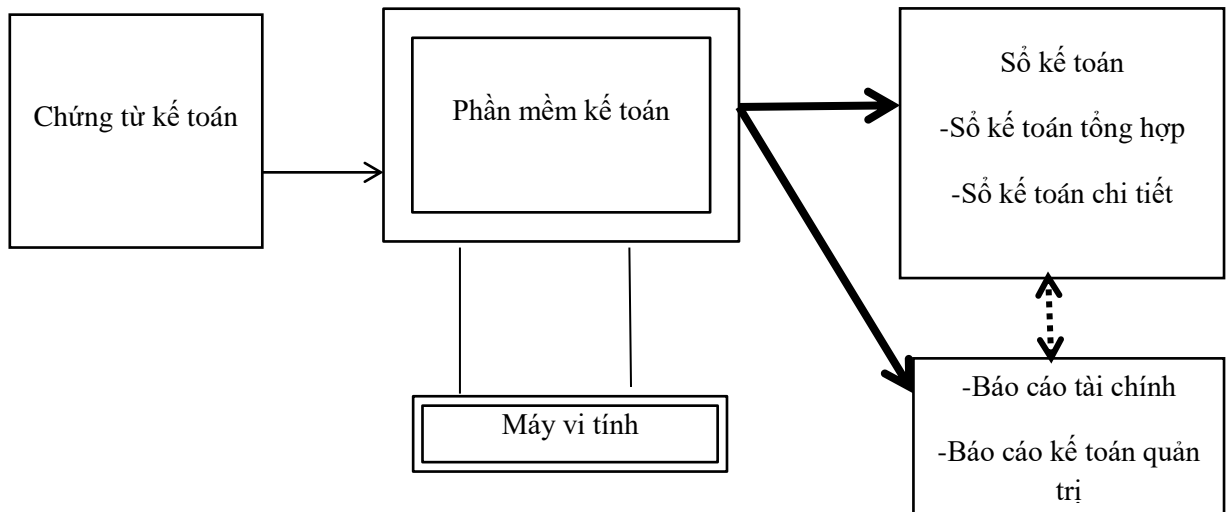 Chứng từ kế toán
Phần mềm kế toán
Máy vi tính
Sổ kế toán
-Sổ kế toán tổng hợp
-Sổ kế toán chi tiết
-Báo cáo tài chính
-Báo cáo kế toán quản
trị